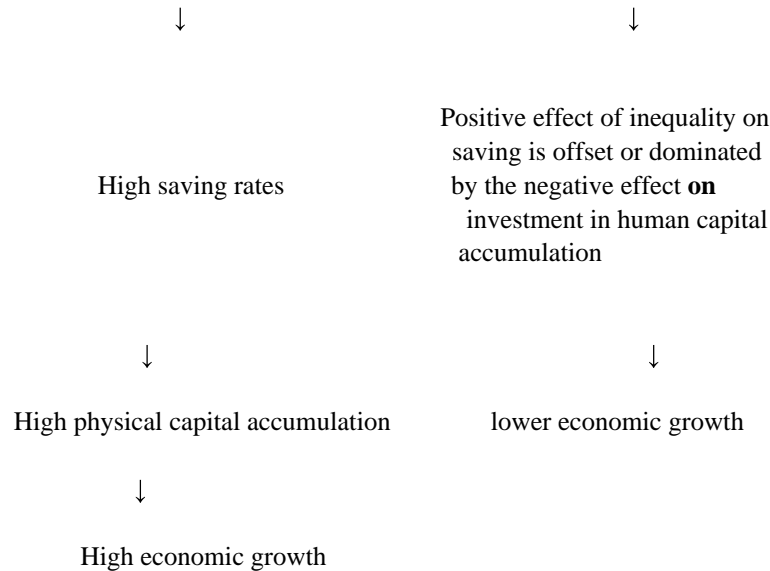 ↓ ↓
Positive effect of inequality on
saving is offset or dominated
High saving rates
by the negative effect on
investment in human capital
accumulation
↓ ↓
High physical capital accumulation
lower economic growth
↓
High economic growth